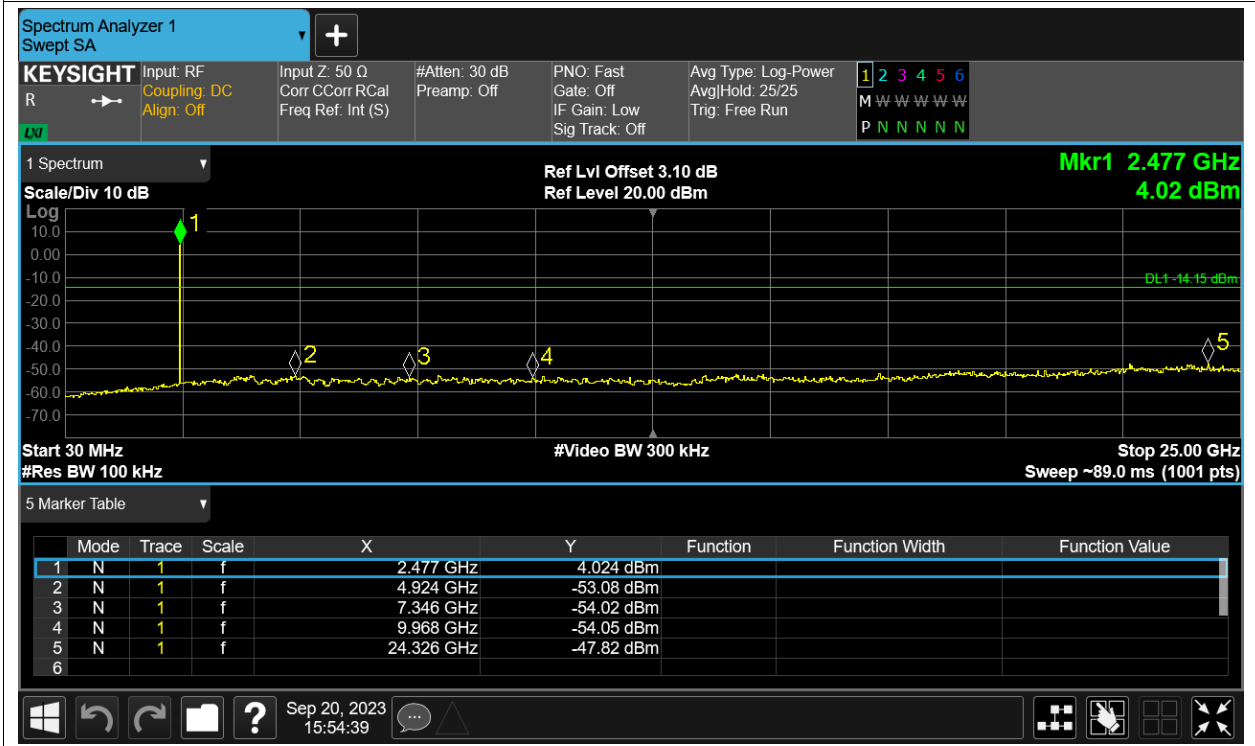 Spectrum Analyzer 1
Swept SA
+
KEYSIGHT Input: RF Input Z: 50 Ω #Atten: 30 dB PNO: Fast Avg Type: Log-Power 1 2 3 4 5 6
R Coupling: DC Corr CCorr RCal Preamp: Off Gate: Off Avg|Hold: 25/25 M W W W W W
Align: Off Freq Ref: Int (S) IF Gain: Low Trig: Free Run
LXI Sig Track: Off P N N N N N
1 Spectrum Ref Lvl Offset 3.10 dB Mkr1 2.477 GHz
Scale/Div 10 dB Ref Level 20.00 dBm 4.02 dBm
Log
1
10.0
0.00
-10.0
DL1 -14.15 dBm
-20.0
-30.0
-40.0
2 3 4 5
-50.0
-60.0
-70.0
Start 30 MHz #Video BW 300 kHz Stop 25.00 GHz
#Res BW 100 kHz Sweep ~89.0 ms (1001 pts)
5 Marker Table
Mode Trace Scale X Y Function Function Width Function Value
1 N 1 f 2.477 GHz 4.024 dBm
2 N 1 f 4.924 GHz -53.08 dBm
3 N 1 f 7.346 GHz -54.02 dBm
4 N 1 f 9.968 GHz -54.05 dBm
5 N 1 f 24.326 GHz -47.82 dBm
6
? Sep 20, 2023
15:54:39